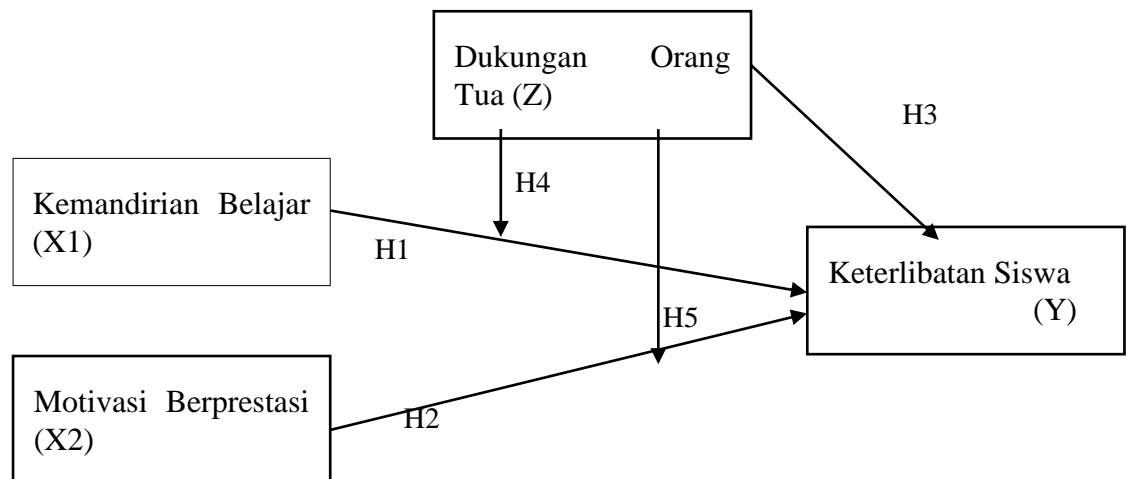 Dukungan Orang
Tua (Z)
H3
H4
Kemandirian Belajar
(X1)
H1
Keterlibatan Siswa
(Y)
H5
Motivasi Berprestasi
(X2)
H2